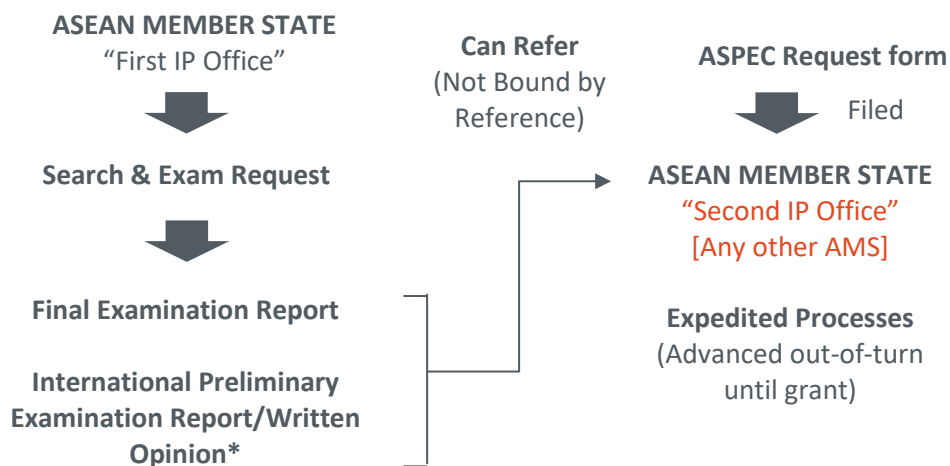 ASEAN MEMBER STATE
“First IP Office”
Search & Exam Request
Final Examination Report
International Preliminary
Examination Report/Written
Opinion*
Can Refer
(Not Bound by
Reference)
ASPEC Request form
Filed
ASEAN MEMBER STATE
“Second IP Office”
[Any other AMS]
Expedited Processes
(Advanced out-of-turn
until grant)